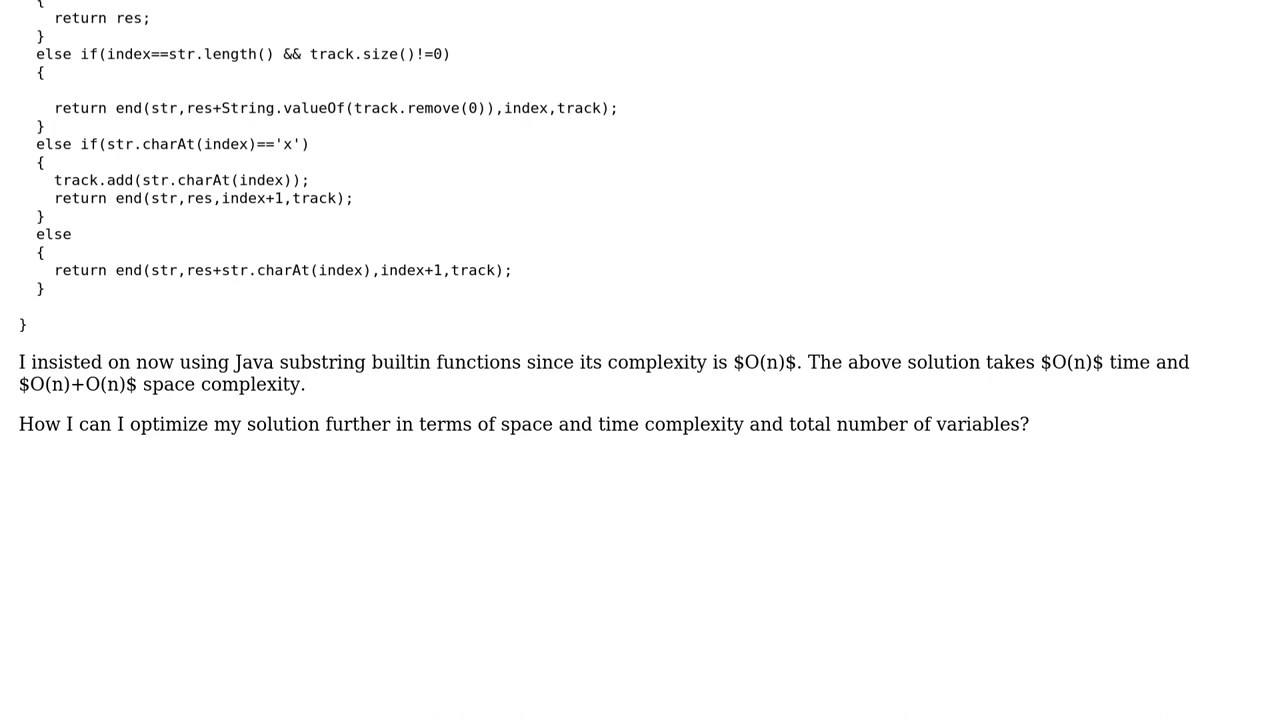 {
return res;
}
else if(index==str.length() && track.size()!=0)
{
return end(str,res+String.valueOf(track.remove(0)),index,track);
}
else if(str.charAt(index)=='x')
{
track.add(str.charAt(index));
return end(str,res,index+1,track);
}
else
{
return end(str,res+str.charAt(index),index+1,track);
}
}
I insisted on now using Java substring builtin functions since its complexity is $O(n)$. The above solution takes $O(n)$ time and
$O(n)+O(n)$ space complexity.
How I can I optimize my solution further in terms of space and time complexity and total number of variables?